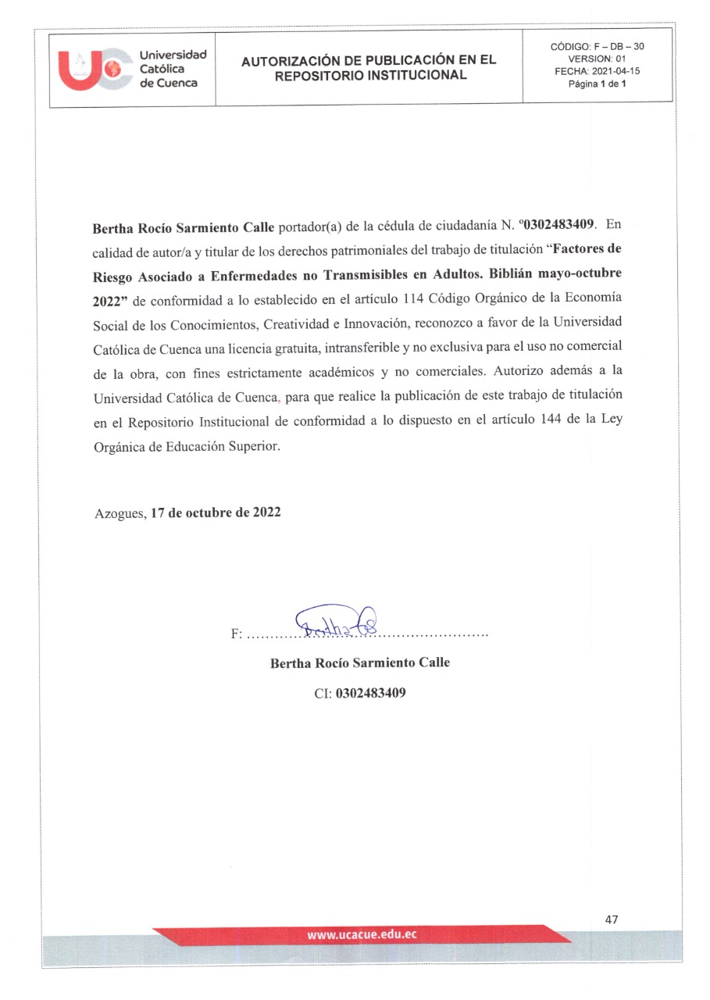 Universidad
Católica
de Cuenca
AUTORIZACIÓN DE PUBLICACIÓN EN EL
REPOSITORIO INSTITUCIONAL
CÓDIGO: F – DB – 30
VERSION: 01
FECHA: 2021-04-15
Página 1 de 1
Bertha Rocío Sarmiento Calle portador(a) de la cédula de ciudadanía N. º0302483409. En
calidad de autor/a y titular de los derechos patrimoniales del trabajo de titulación “Factores de
Riesgo Asociado a Enfermedades no Transmisibles en Adultos. Biblián mayo-octubre
2022” de conformidad a lo establecido en el artículo 114 Código Orgánico de la Economía
Social de los Conocimientos, Creatividad e Innovación, reconozco a favor de la Universidad
Católica de Cuenca una licencia gratuita, intransferible y no exclusiva para el uso no comercial
de la obra, con fines estrictamente académicos y no comerciales. Autorizo además a la
Universidad Católica de Cuenca, para que realice la publicación de este trabajo de titulación
en el Repositorio Institucional de conformidad a lo dispuesto en el artículo 144 de la Ley
Orgánica de Educación Superior.
Azogues, 17 de octubre de 2022
F: ........................................................
Bertha
Bertha Rocío Sarmiento Calle
CI: 0302483409
47
www.ucacue.edu.ec